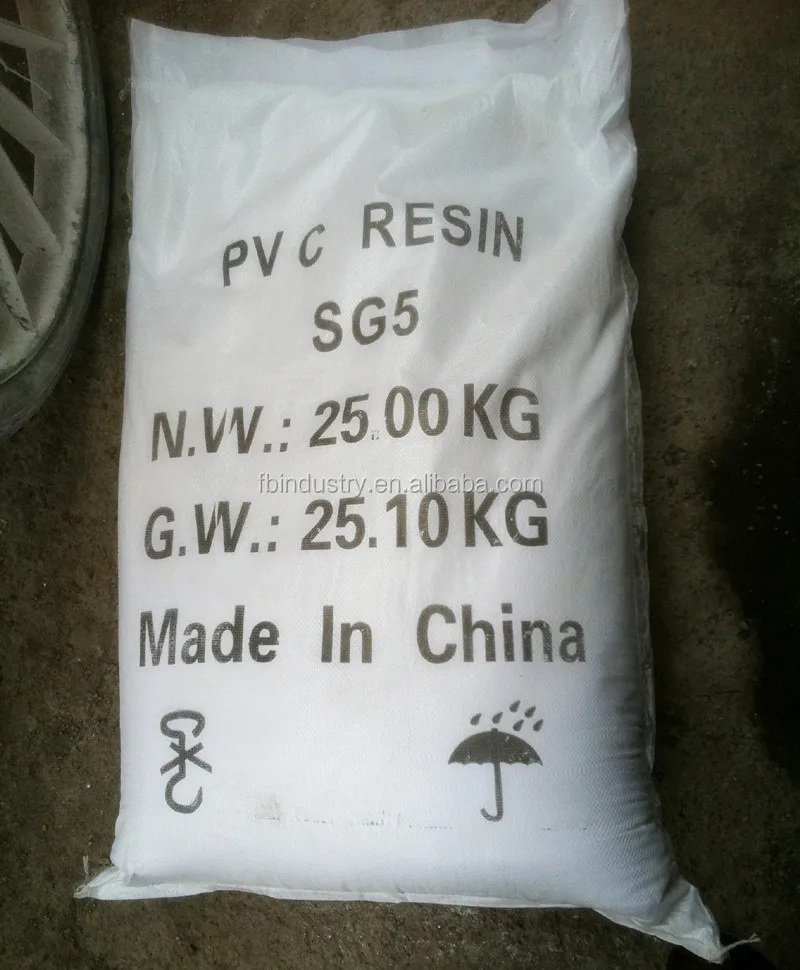 PVC RESIN
SG5
N.W.: 25.00KG
fbindustry.en.alibaba.com
G.W.: 25.10KG
Made In China